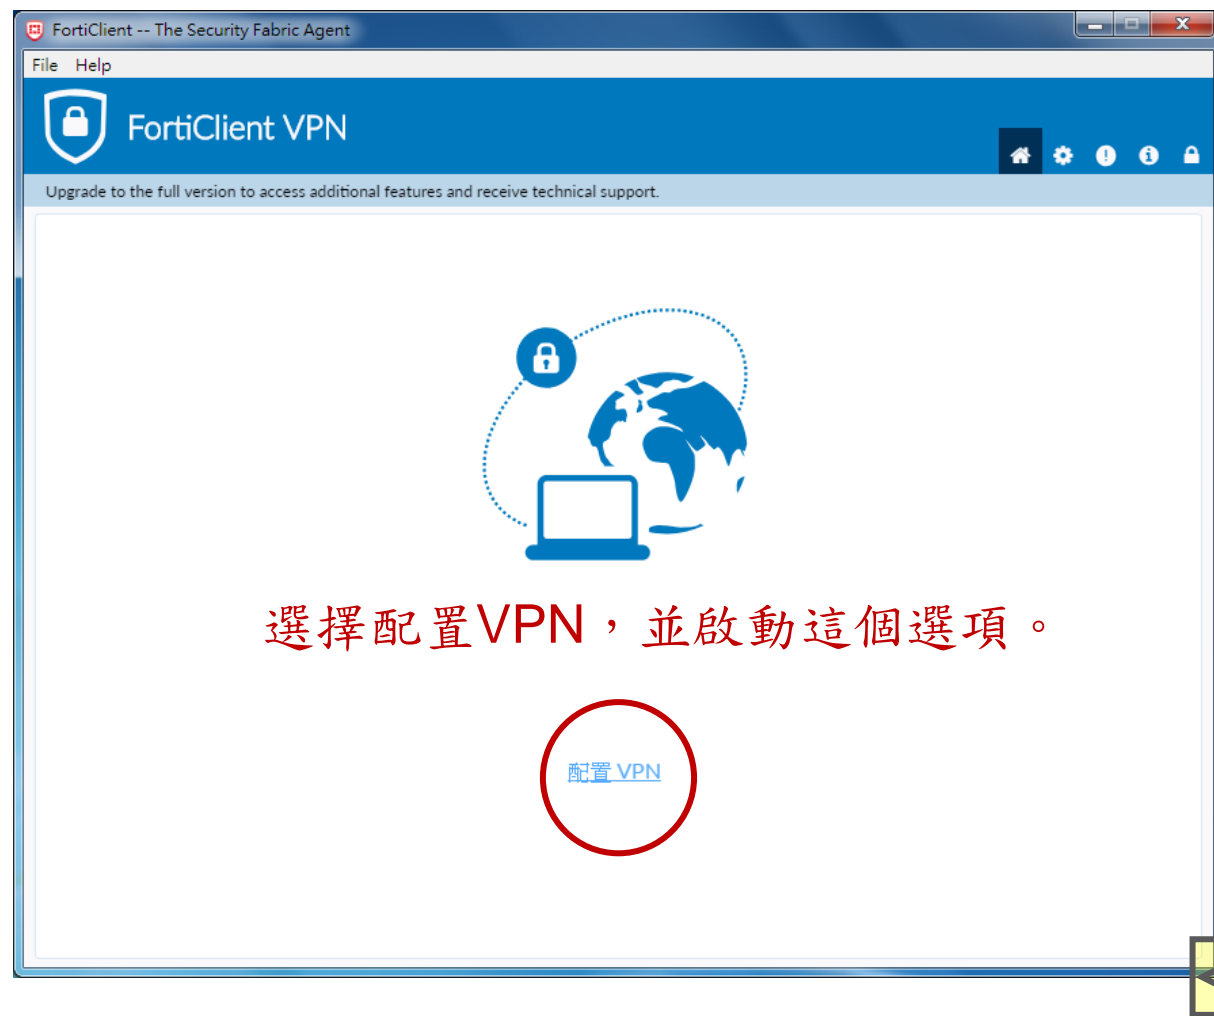 FortiClient -- The Security Fabric Agent
File Help
FortiClient VPN
Upgrade to the full version to access additional features and receive technical support.
選擇配置VPN，並啟動這個選項。
配置 VPN